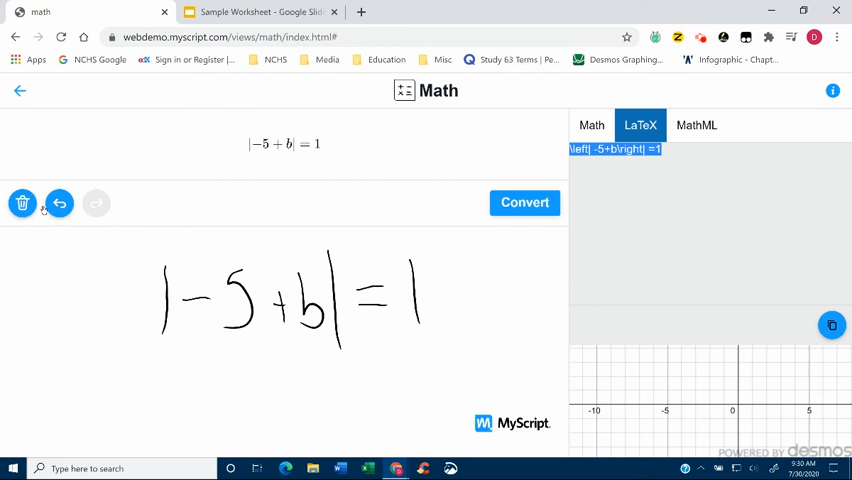 math
Sample Worksheet - Google Slid
webdemo.myscript.com/views/math/index.html#
D
Apps
NCHS Google
Sign in or Register |...
NCHS
Media
Education
Misc
Study 63 Terms | Pe...
Desmos Graphing...
Infographic - Chapt...
Math
|−5 + b| = 1
Math
LaTeX
MathML
\left| -5+b\right| =1
Convert
|−5+b|=1
MyScript.
-10
-5
0
5
POWERED BY desmos
Type here to search
9:30 AM
7/30/2020